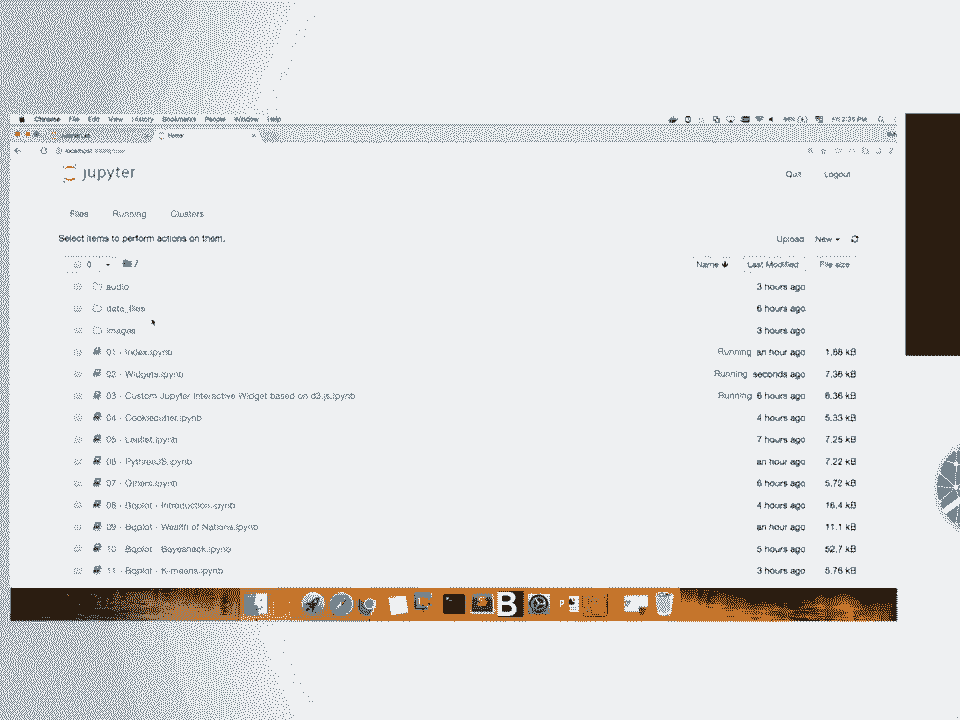 Chrome File Edit View History Bookmarks People Window Help
Fri 2:35 PM
Home
jupyter
Quit Logout
Files Running Clusters
Select items to perform actions on them.
Upload New
0 /
Name Last Modified File size
audio 3 hours ago
data_files 6 hours ago
images 3 hours ago
01 - Index.ipynb Running an hour ago 1.88 kB
02 - Widgets.ipynb Running seconds ago 7.36 kB
03 - Custom Jupyter Interactive Widget based on d3.js.ipynb Running 6 hours ago 8.36 kB
04 - Cookiecutter.ipynb 4 hours ago 5.33 kB
05 - Leaflet.ipynb 7 hours ago 7.25 kB
06 - PythreeJS.ipynb an hour ago 7.22 kB
07 - Others.ipynb 6 hours ago 5.72 kB
08 - Bqplot - Introduction.ipynb 4 hours ago 16.4 kB
09 - Bqplot - Wealth of Nations.ipynb an hour ago 11.1 kB
10 - Bqplot - Bayeshack.ipynb 5 hours ago 52.7 kB
11 - Bqplot - K-means.ipynb 3 hours ago 5.76 kB
B